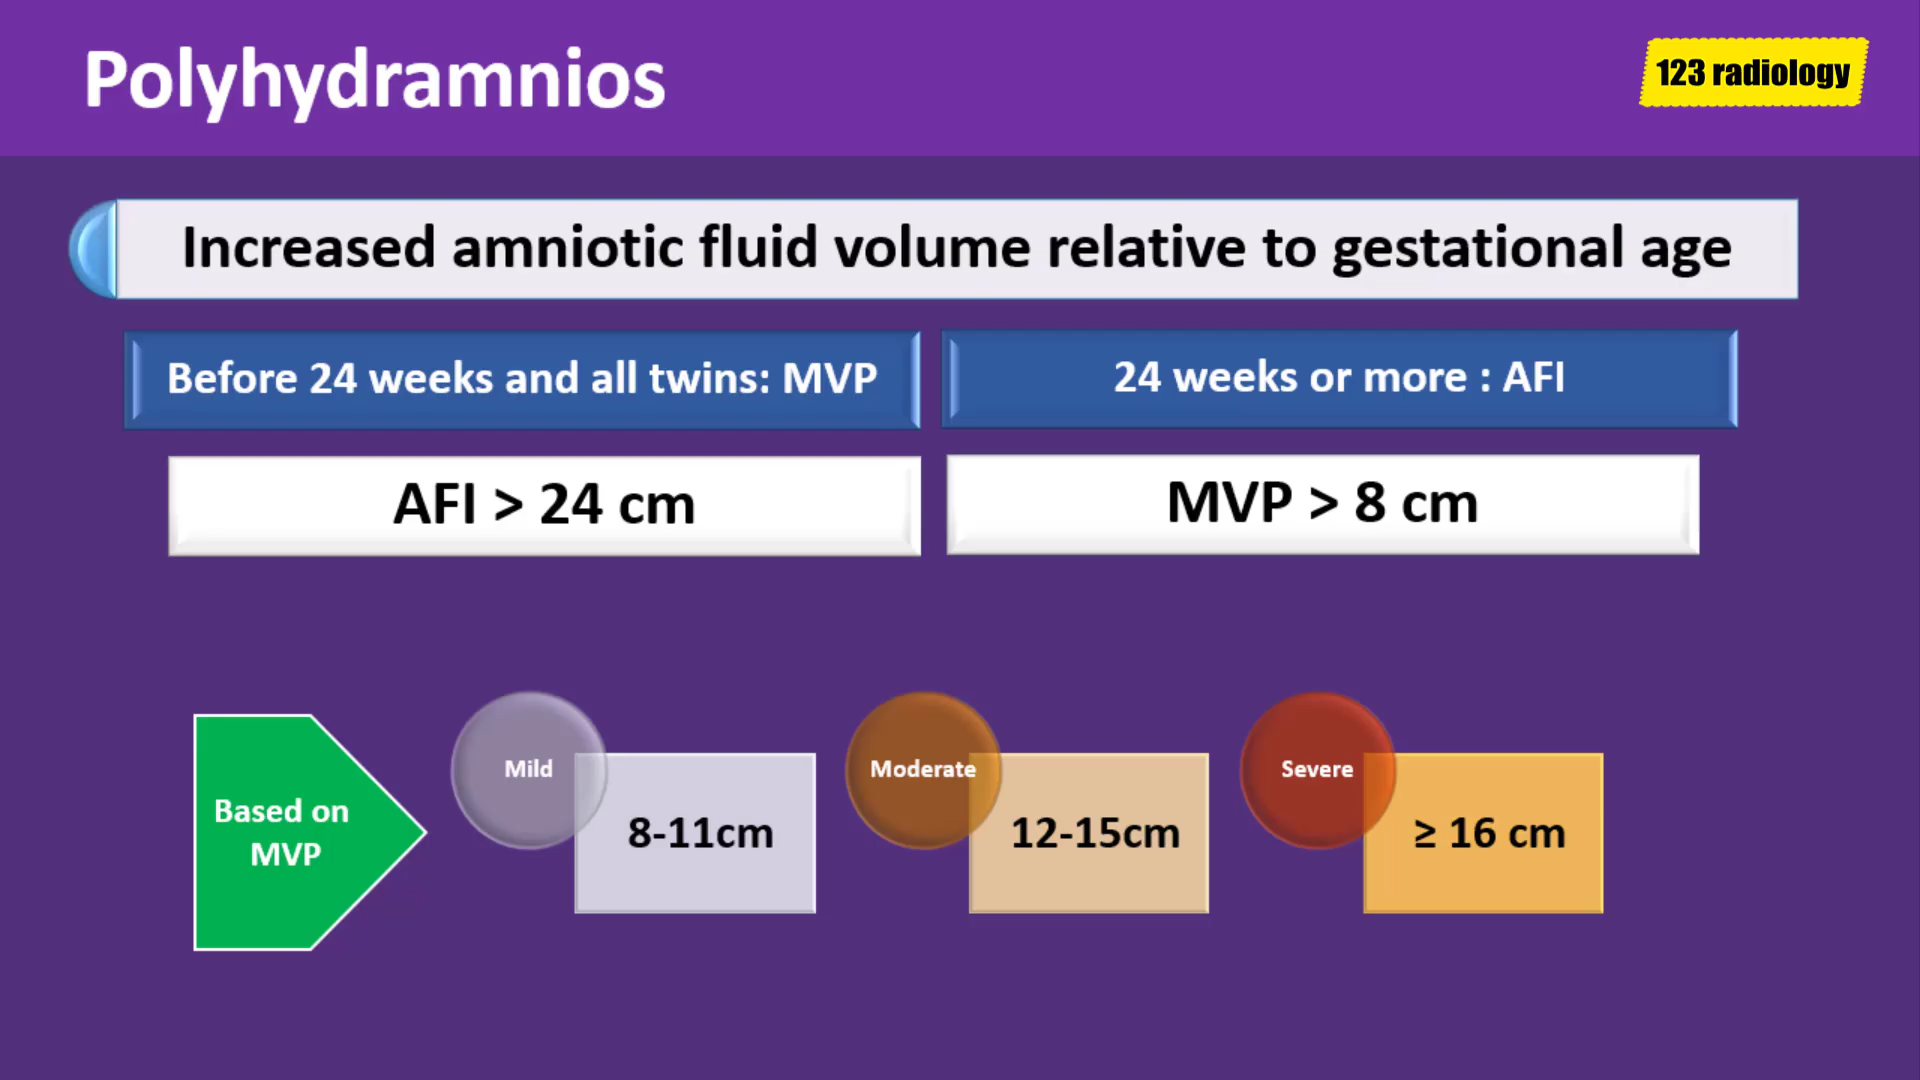 Polyhydramnios
123 radiology
Increased amniotic fluid volume relative to gestational age
Before 24 weeks and all twins: MVP
24 weeks or more : AFI
AFI > 24 cm
MVP > 8 cm
Based on
MVP
Mild
8-11cm
Moderate
12-15cm
Severe
≥ 16 cm